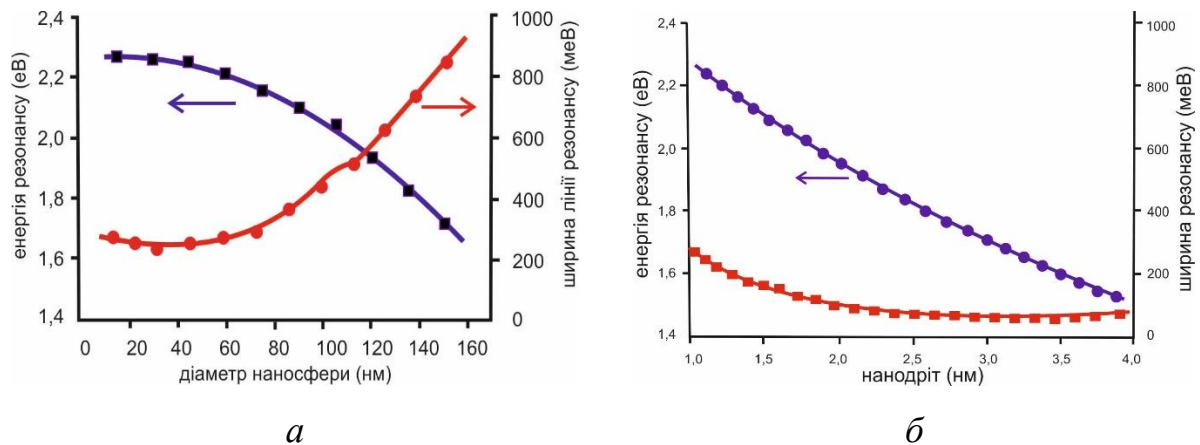 енергія резонансу (еВ)
2,4
2,2
2,0
1,8
1,6
1,4
0 20 40 60 80 100 120 140 160
діаметр наносфери (нм)
1000
800
600
400
200
0
ширина лінії резонансу (меВ)
а
енергія резонансу (еВ)
2,4
2,2
2,0
1,8
1,6
1,4
1,0 1,5 2,0 2,5 3,0 3,5 4,0
нанодріт (нм)
1000
800
600
400
200
0
ширина резонансу (меВ)
б